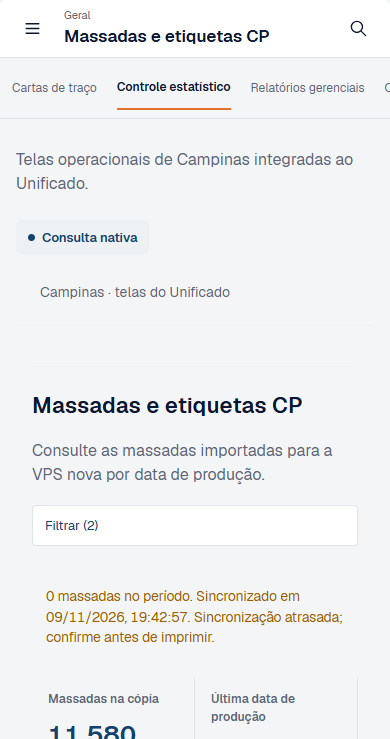 Geral
Massadas e etiquetas CP
Cartas de traço
Controle estatístico
Relatórios gerenciais
Telas operacionais de Campinas integradas ao
Unificado.
Consulta nativa
Campinas · telas do Unificado
Massadas e etiquetas CP
Consulte as massadas importadas para a
VPS nova por data de produção.
Filtrar (2)
0 massadas no período. Sincronizado em
09/11/2026, 19:42:57. Sincronização atrasada;
confirme antes de imprimir.
Massadas na cópia
Última data de
produção
11.580